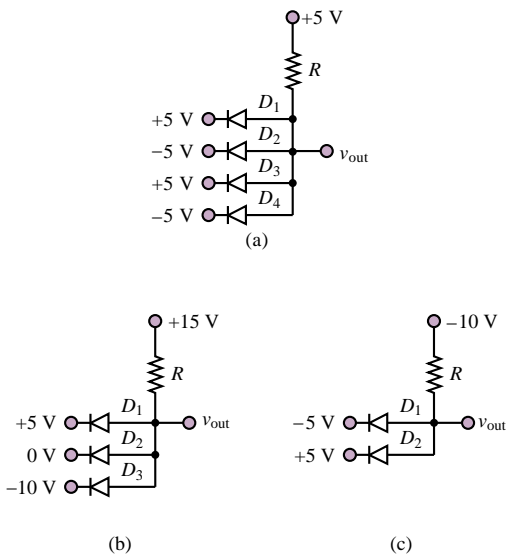 +5 V
R
D1
+5 V
D2
−5 V
vout
D3
+5 V
D4
−5 V
(a)
+15 V
−10 V
R
R
D1
+5 V
vout
D2
0 V
D3
−10 V
D1
−5 V
vout
D2
+5 V
(b)
(c)